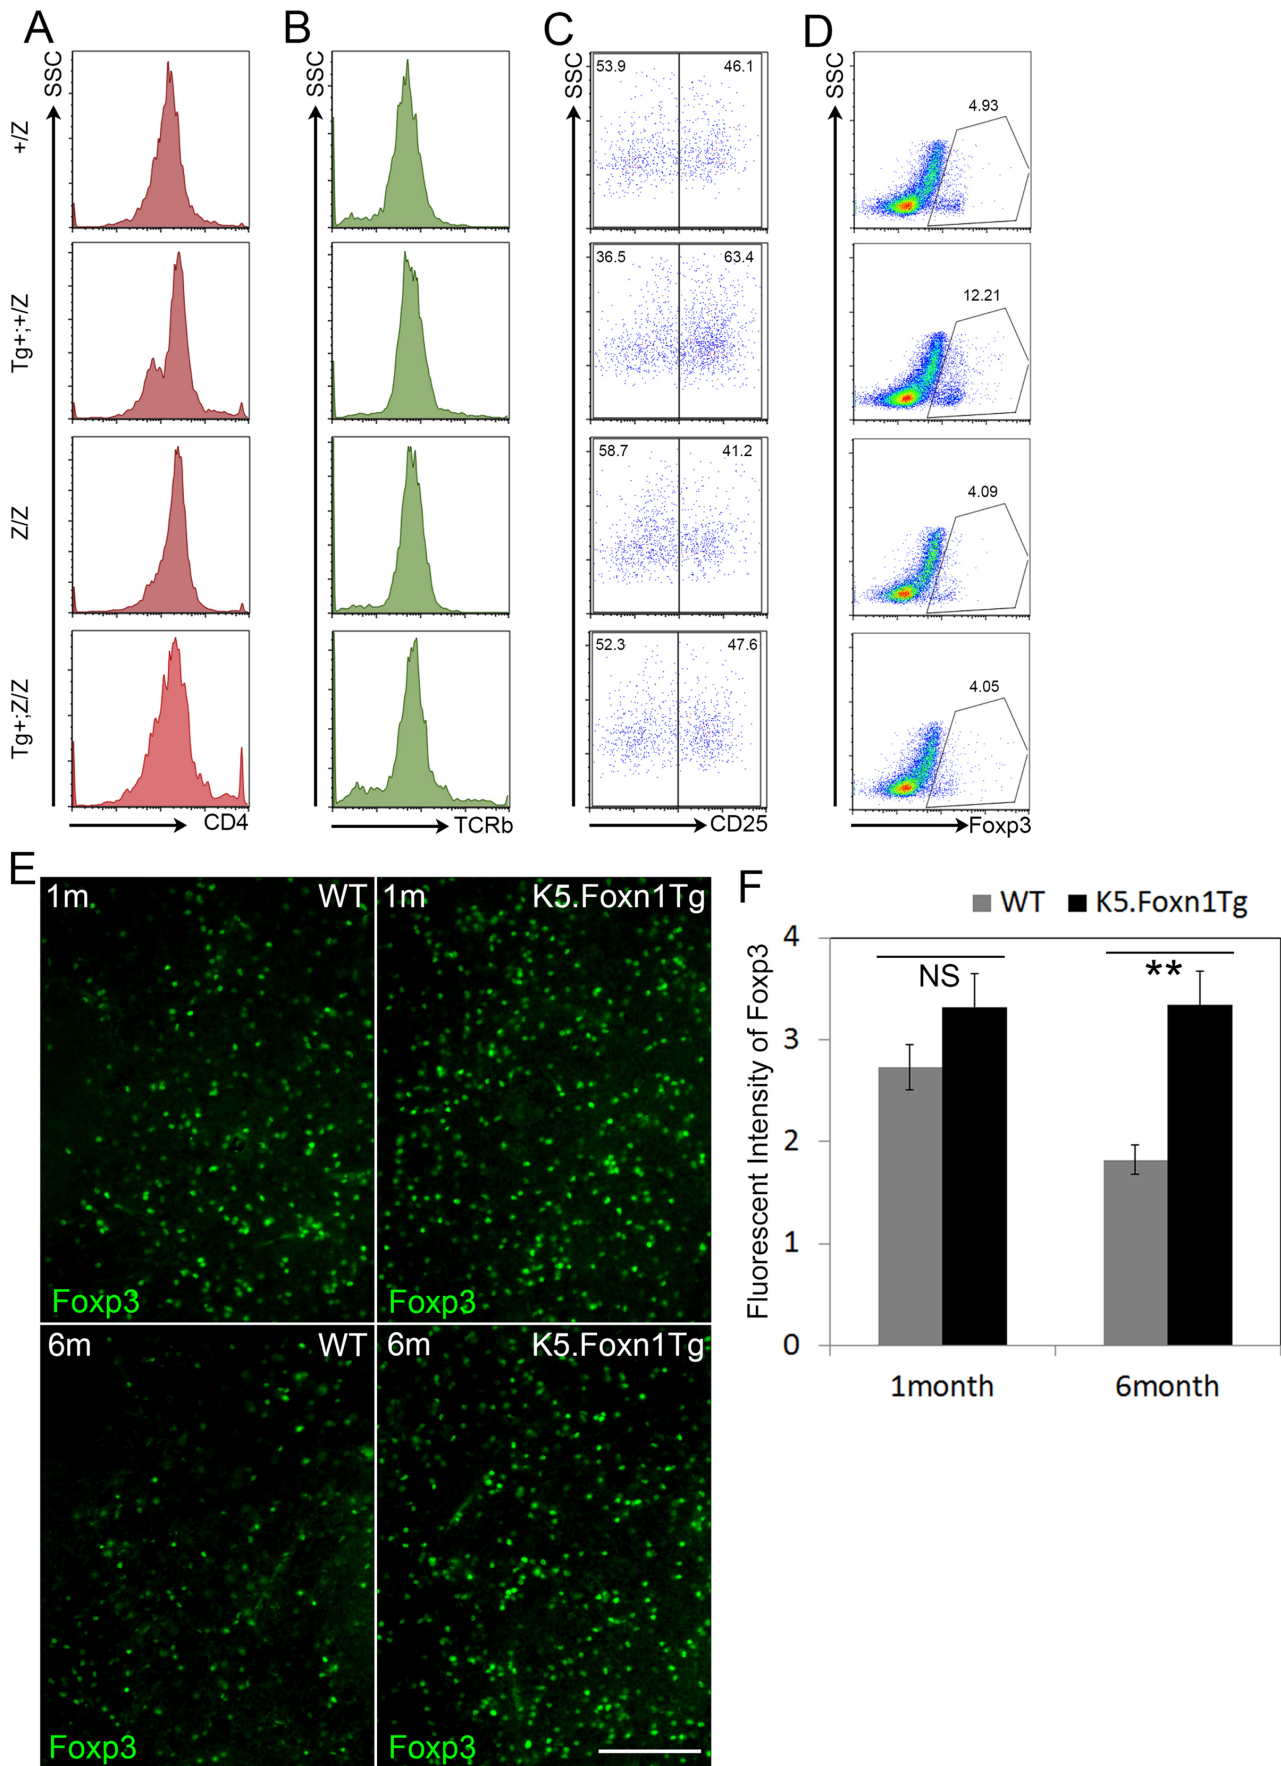 A
B
C
D
SSC
SSC
SSC
SSC
+/Z
53.9 46.1
4.93
Tg+;+/Z
36.5 63.4
12.21
Z/Z
58.7 41.2
4.09
Tg+;Z/Z
52.3 47.6
4.05
CD4
TCRb
CD25
Foxp3
E
1m WT
1m K5.Foxn1Tg
Foxp3
Foxp3
6m WT
6m K5.Foxn1Tg
Foxp3
Foxp3
F
WT K5.Foxn1Tg
Fluorescent Intensity of Foxp3
4
3
2
1
0
NS
**
1month
6month